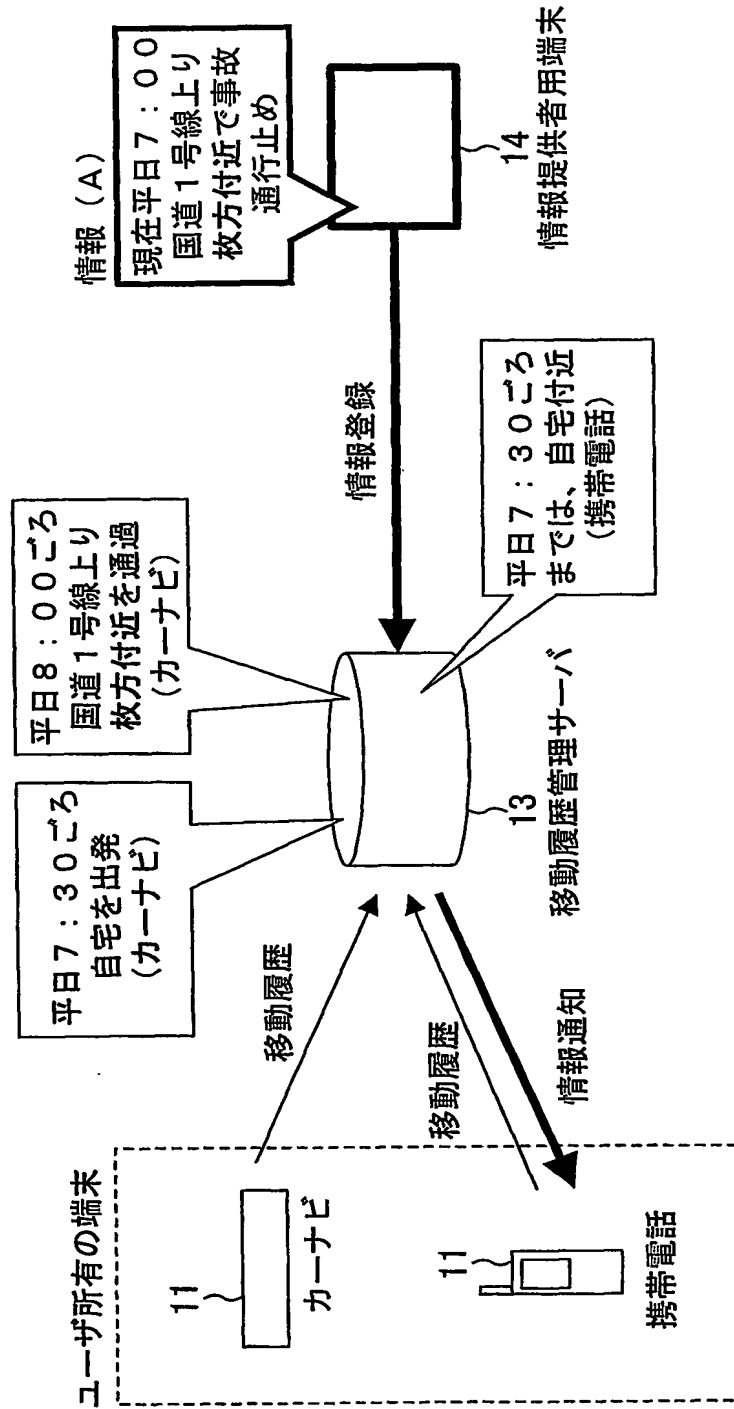 ユーザ所有の端末
11
カーナビ
11
携帯電話
移動履歴
移動履歴
情報通知
平日7:30ごろ
自宅を出発
(カーナビ)
平日8:00ごろ
国道1号線上り
枚方付近を通過
(カーナビ)
13
移動履歴管理サーバ
平日7:30ごろ
までは、自宅付近
(携帯電話)
情報登録
情報(A)
現在平日7:00
国道1号線上り
枚方付近で事故
通行止め
14
情報提供者用端末